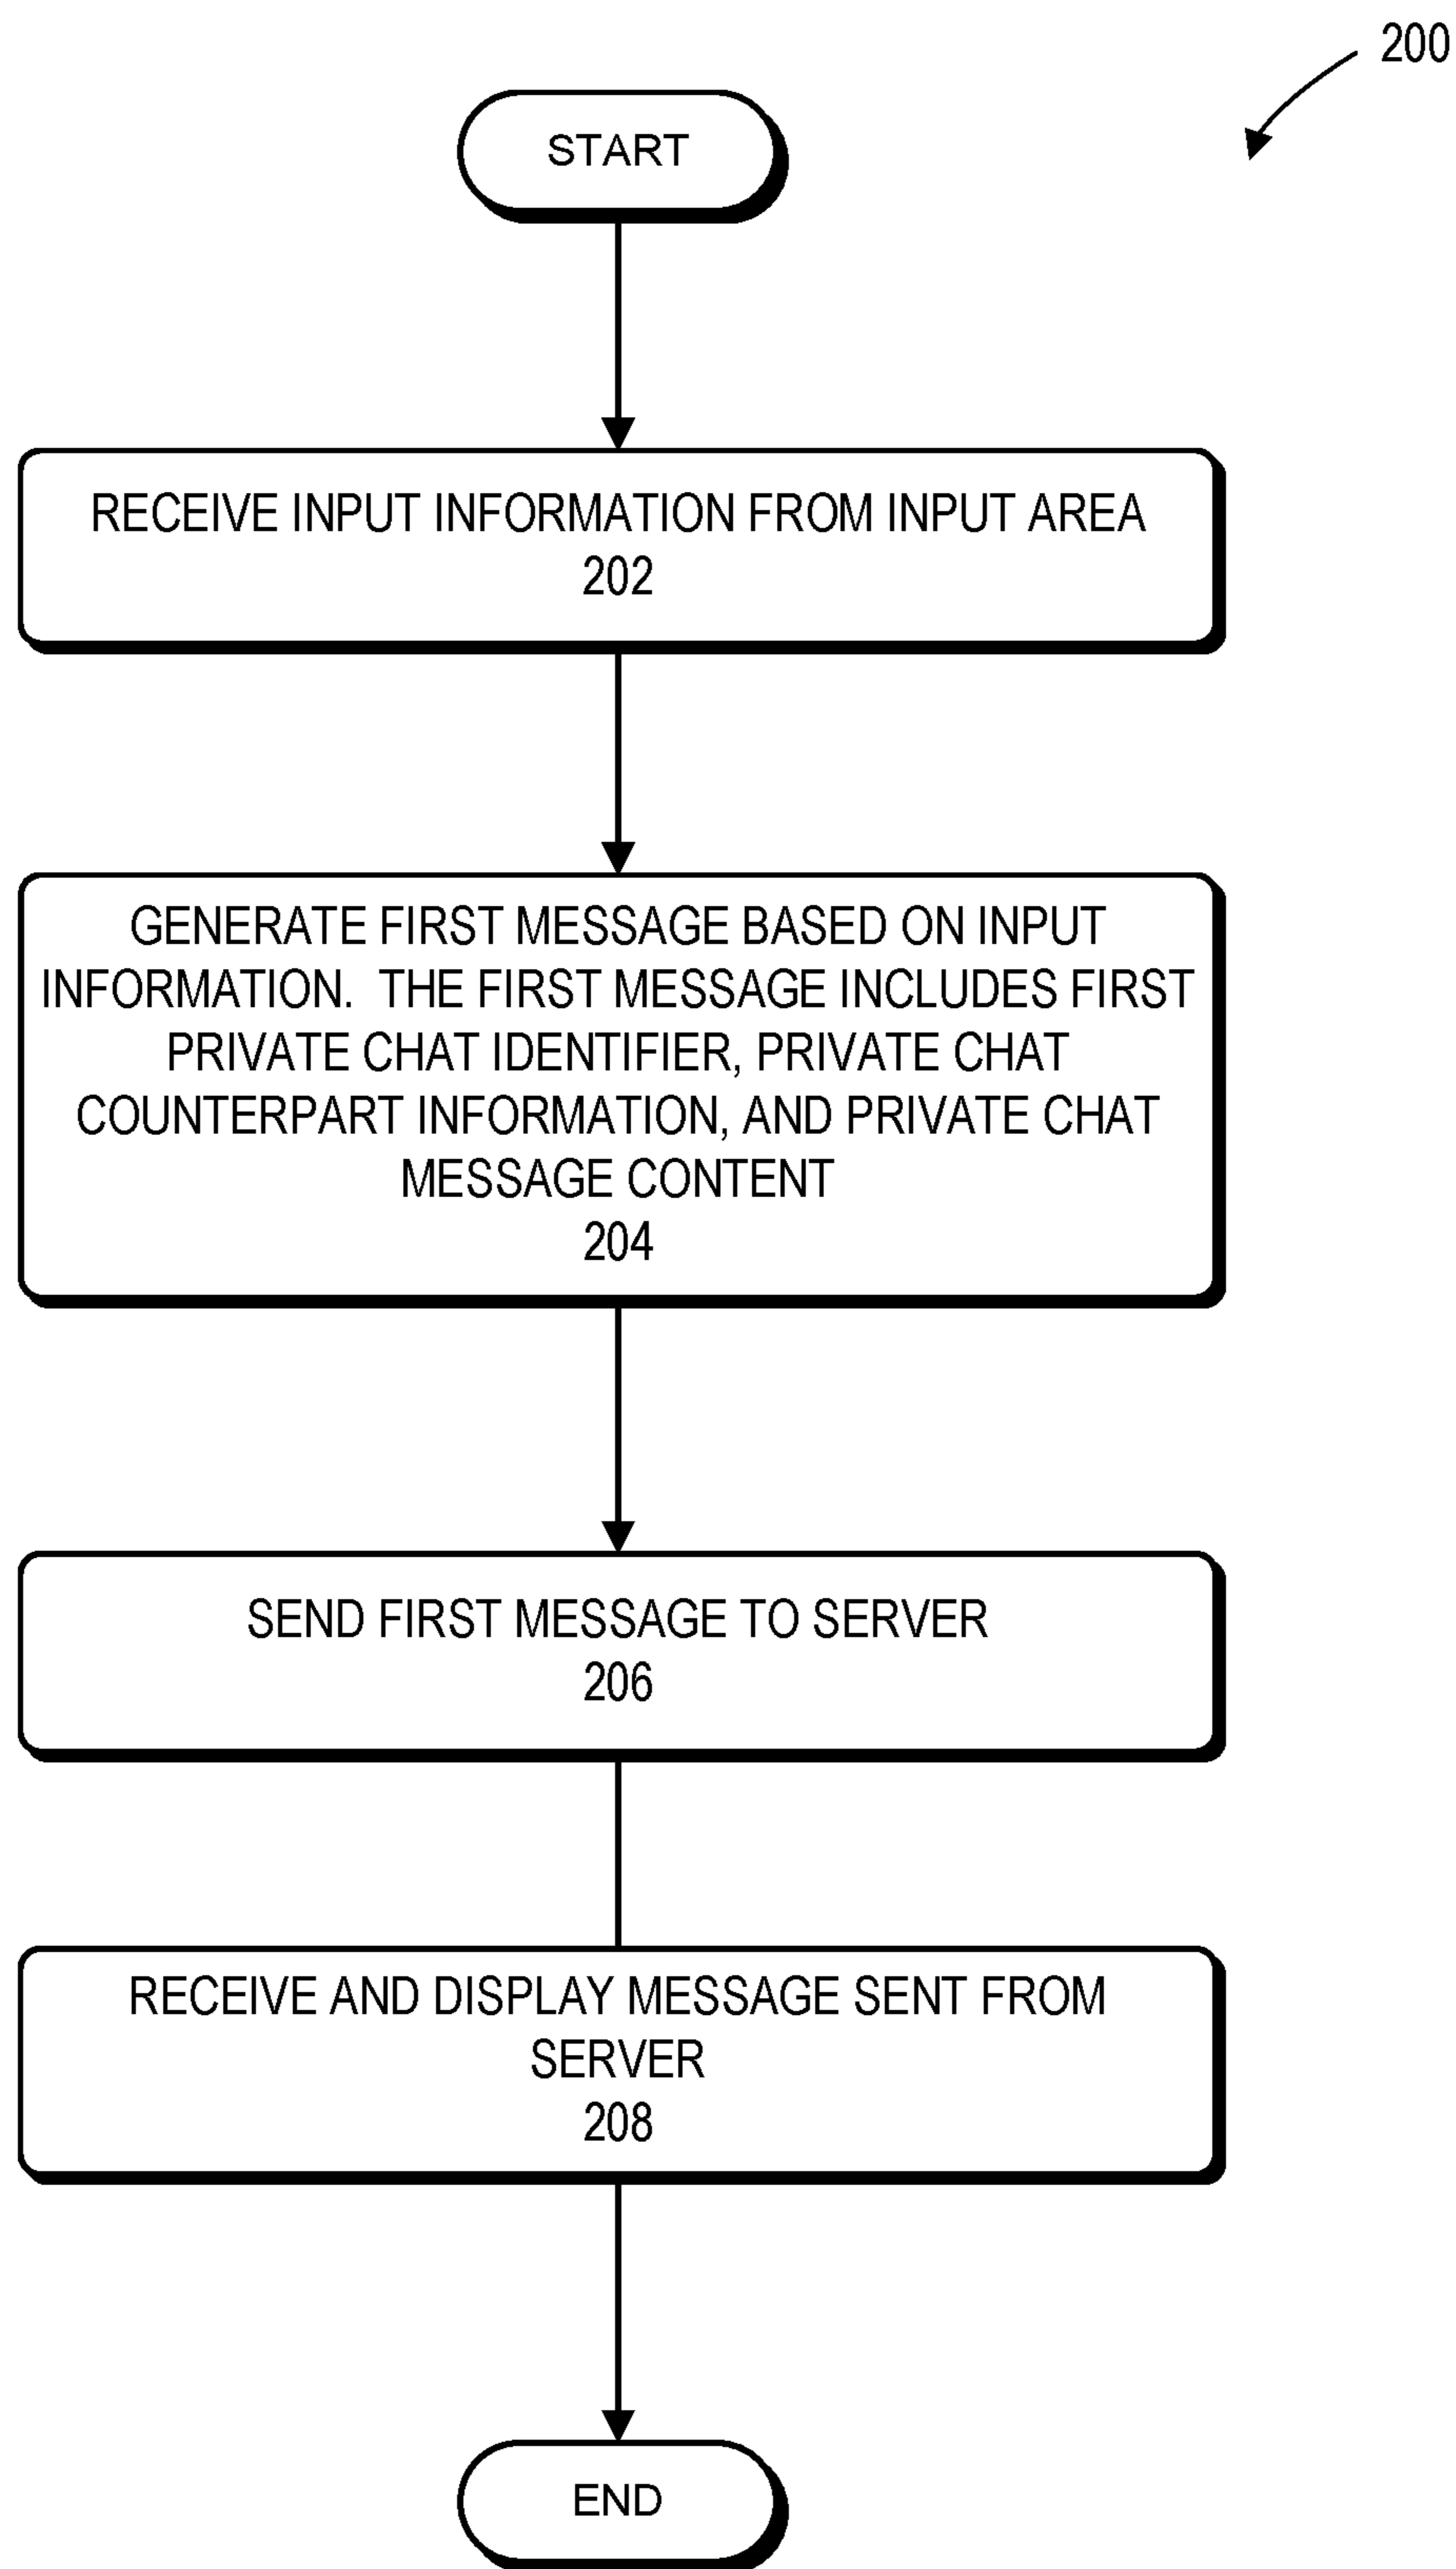 200
START
RECEIVE INPUT INFORMATION FROM INPUT AREA
202
GENERATE FIRST MESSAGE BASED ON INPUT
INFORMATION.  THE FIRST MESSAGE INCLUDES FIRST
PRIVATE CHAT IDENTIFIER, PRIVATE CHAT
COUNTERPART INFORMATION, AND PRIVATE CHAT
MESSAGE CONTENT
204
SEND FIRST MESSAGE TO SERVER
206
RECEIVE AND DISPLAY MESSAGE SENT FROM
SERVER
208
END